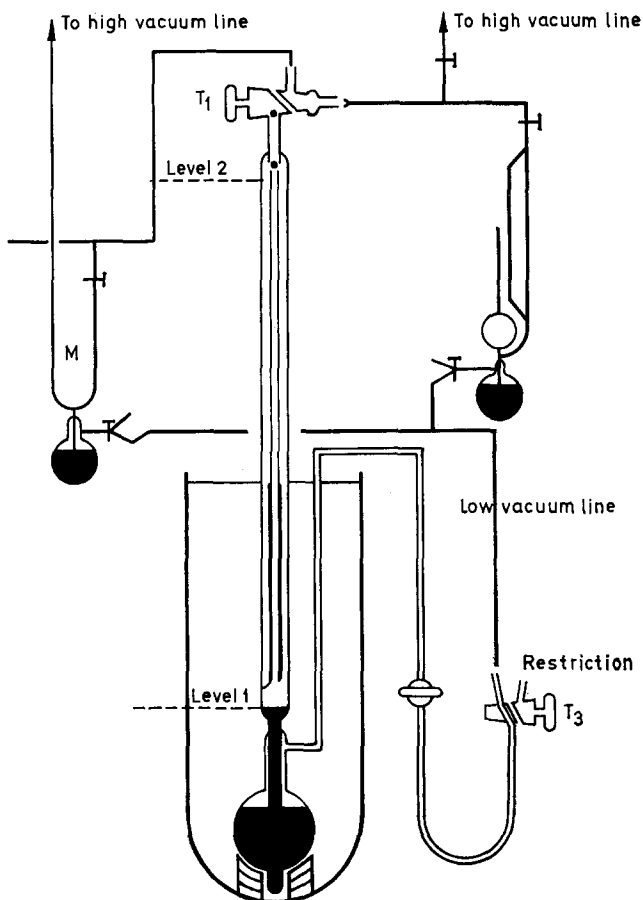 To high vacuum line
To high vacuum line
T1
Level 2
M
Low vacuum line
Restriction
Level 1
T3